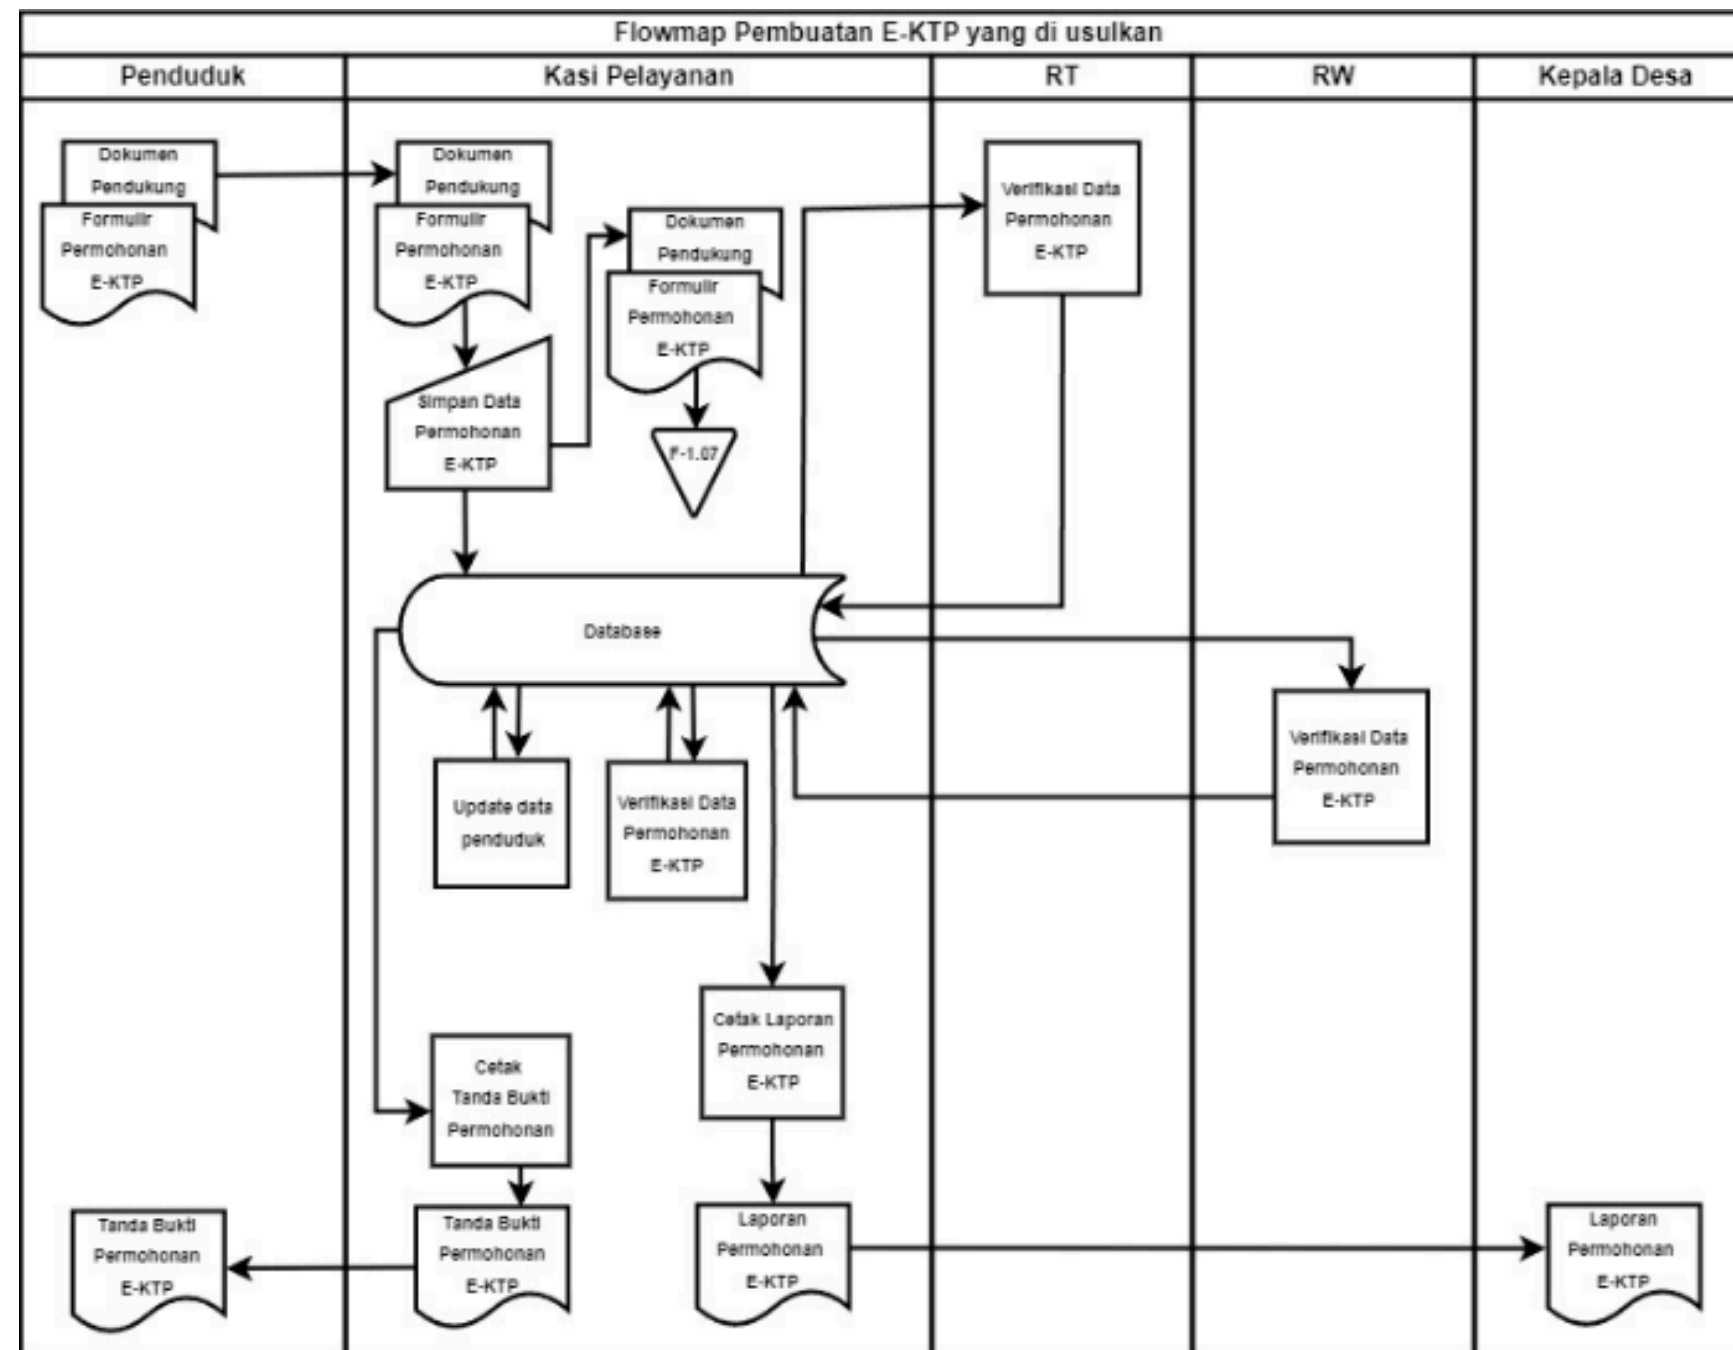 Flowmap Pembuatan E-KTP yang di usulkan
Penduduk
Kasi Pelayanan
RT
RW
Kepala Desa
Dokumen
Pendukung
Formulir
Permohonan
E-KTP
Dokumen
Pendukung
Formulir
Permohonan
E-KTP
Dokumen
Pendukung
Formulir
Permohonan
E-KTP
Verifikasi Data
Permohonan
E-KTP
Simpan Data
Permohonan
E-KTP
F-1.07
Database
Verifikasi Data
Permohonan
E-KTP
Update data
penduduk
Verifikasi Data
Permohonan
E-KTP
Cetak Laporan
Permohonan
E-KTP
Cetak
Tanda Bukti
Permohonan
Tanda Bukti
Permohonan
E-KTP
Tanda Bukti
Permohonan
E-KTP
Laporan
Permohonan
E-KTP
Laporan
Permohonan
E-KTP